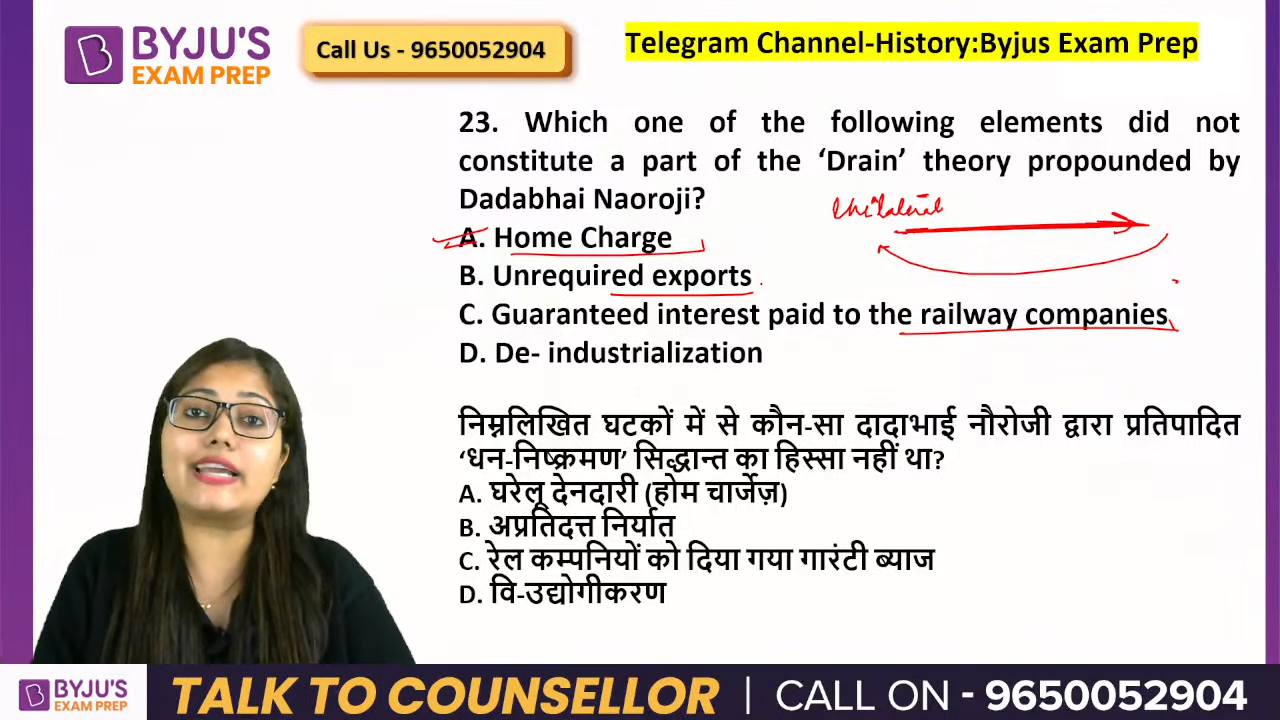 BYJU'S
EXAM PREP
Call Us - 9650052904
Telegram Channel-History:Byjus Exam Prep
23. Which one of the following elements did not
constitute a part of the ‘Drain’ theory propounded by
Dadabhai Naoroji?
Unilateral
A. Home Charge
B. Unrequired exports
C. Guaranteed interest paid to the railway companies
D. De- industrialization
निम्नलिखित घटकों में से कौन-सा दादाभाई नौरोजी द्वारा प्रतिपादित
‘धन-निष्क्रमण’ सिद्धान्त का हिस्सा नहीं था?
A. घरेलू देनदारी (होम चार्जेज़)
B. अप्रतिदत्त निर्यात
C. रेल कम्पनियों को दिया गया गारंटी ब्याज
D. वि-उद्योगीकरण
BYJU'S
EXAM PREP
TALK TO COUNSELLOR | CALL ON - 9650052904